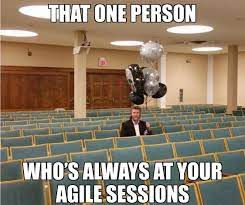 THAT ONE PERSON
WHO'S ALWAYS AT YOUR
AGILE SESSIONS